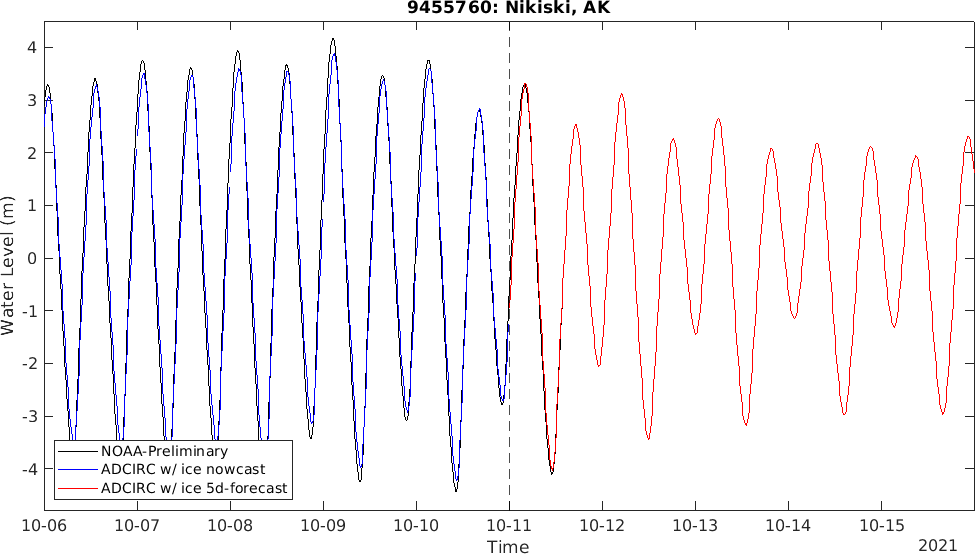 9455760: Nikiski, AK
Water Level (m)
4
3
2
1
0
-1
-2
-3
-4
NOAA-Preliminary
ADCIRC w/ ice nowcast
ADCIRC w/ ice 5d-forecast
10-06 10-07 10-08 10-09 10-10 10-11 10-12 10-13 10-14 10-15
Time
2021